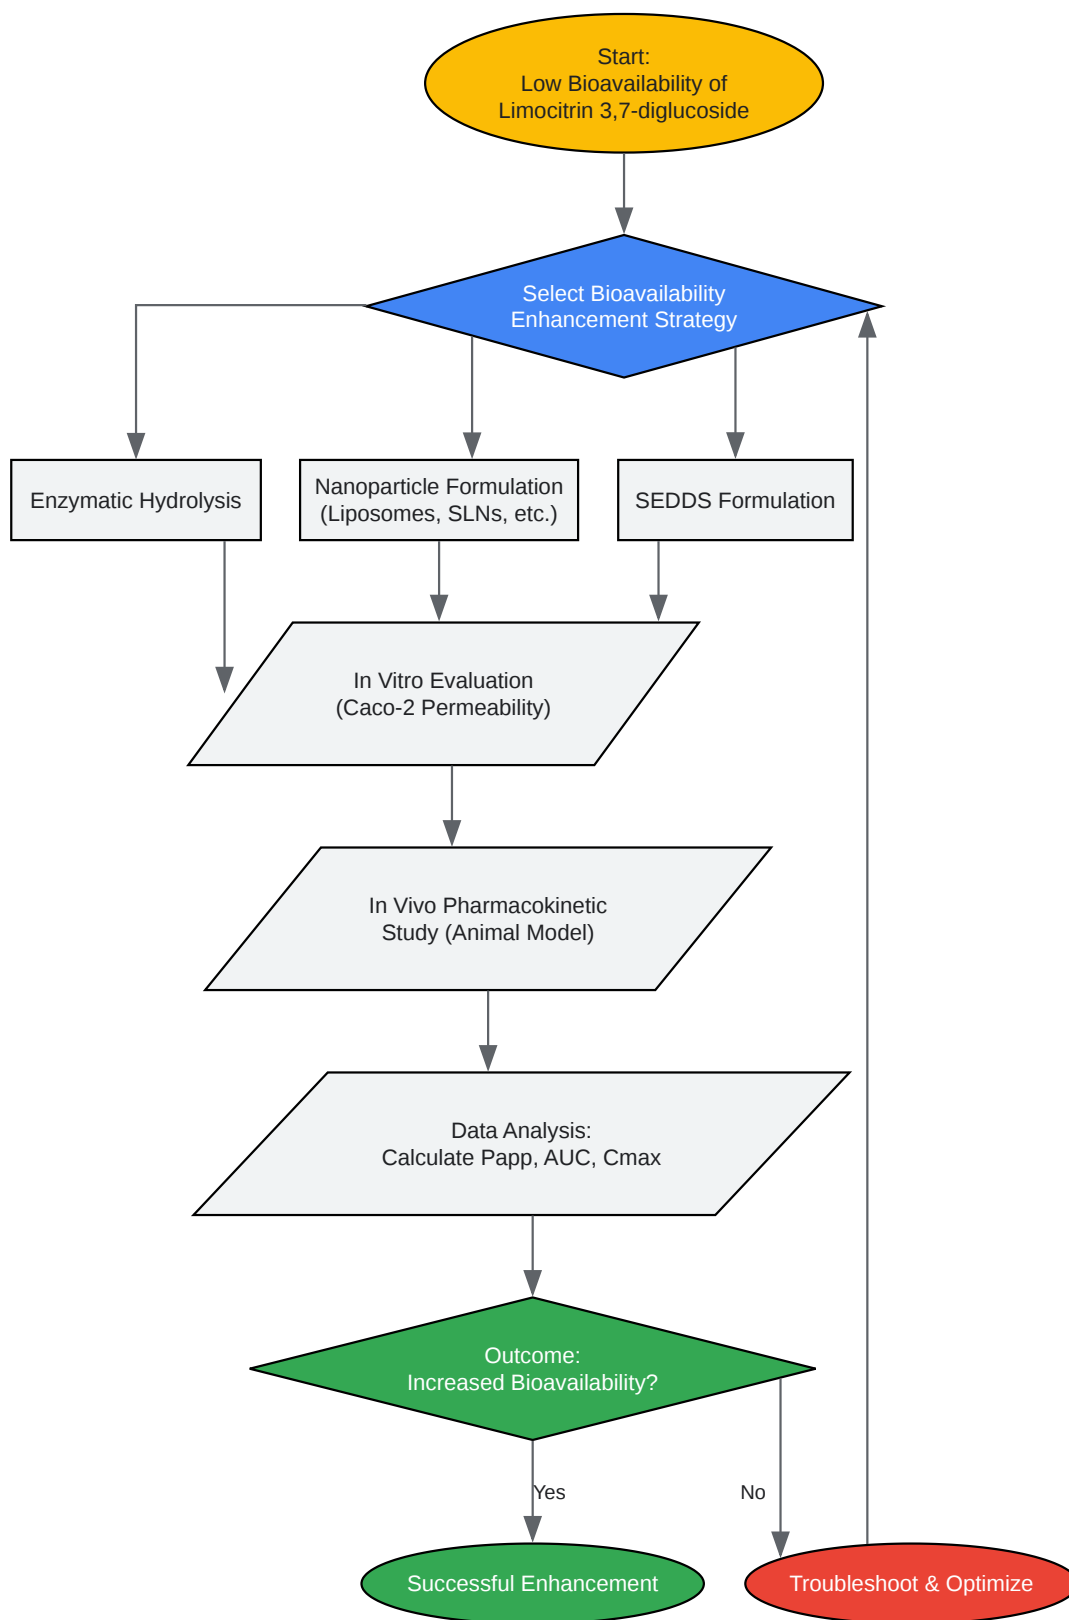 Start:
Low Bioavailability of
Limocitrin 3,7-diglucoside
Select Bioavailability
Enhancement Strategy
Enzymatic Hydrolysis
Nanoparticle Formulation
(Liposomes, SLNs, etc.)
SEDDS Formulation
In Vitro Evaluation
(Caco-2 Permeability)
In Vivo Pharmacokinetic
Study (Animal Model)
Data Analysis:
Calculate Papp, AUC, Cmax
Outcome:
Increased Bioavailability?
Yes
No
Successful Enhancement
Troubleshoot & Optimize